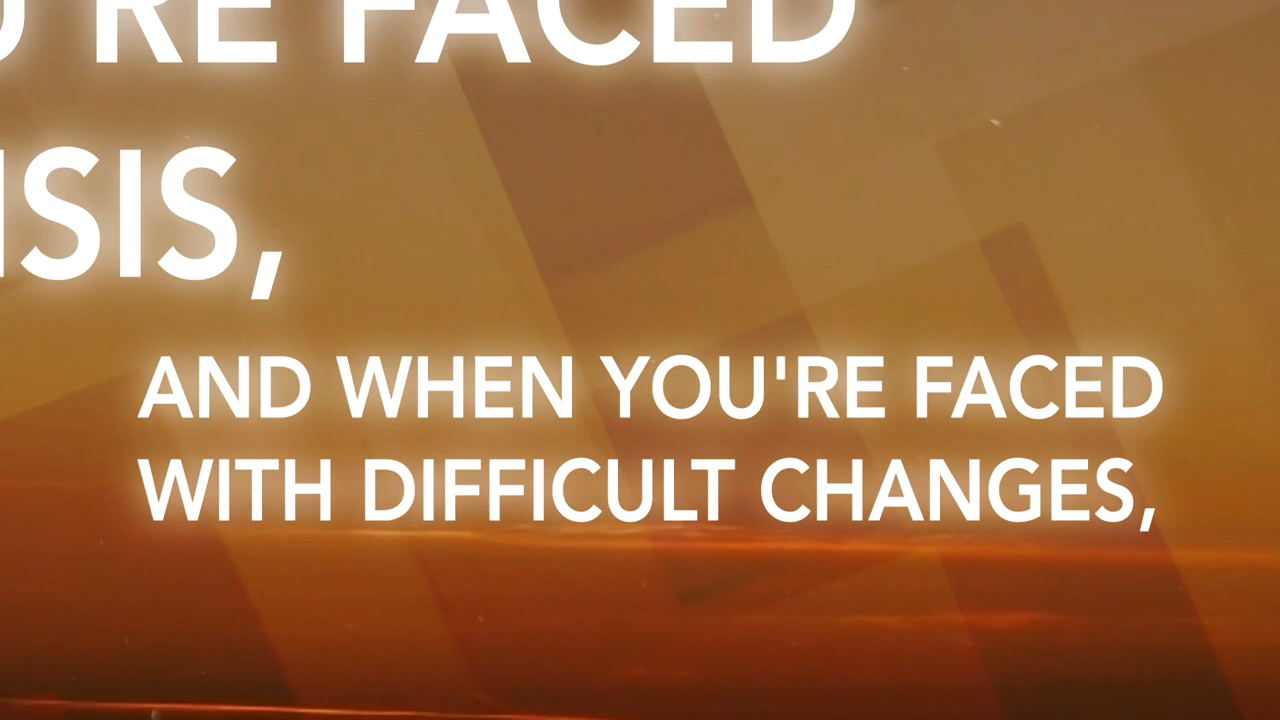 U'RE FACED
ISIS,
AND WHEN YOU'RE FACED
WITH DIFFICULT CHANGES,